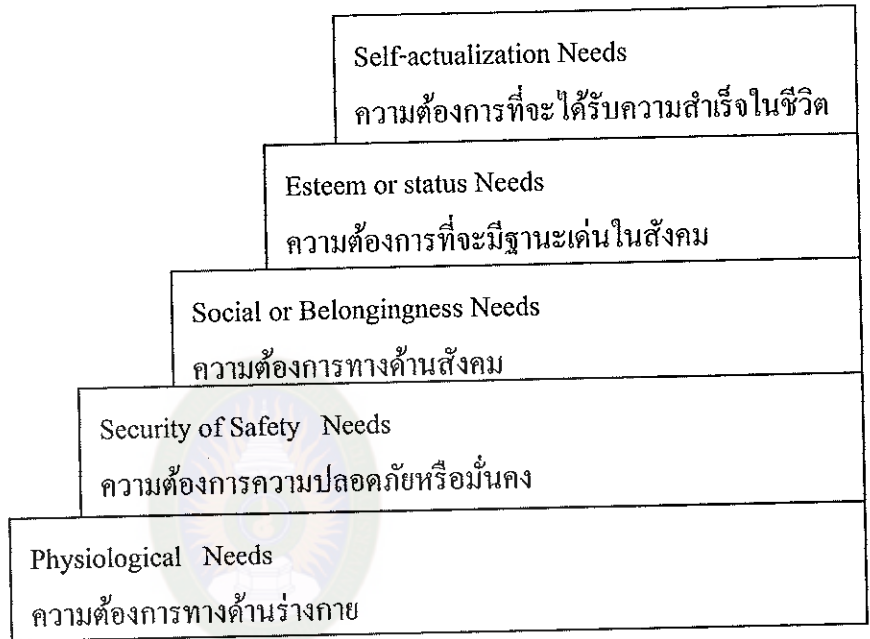 Self-actualization Needs
ความต้องการที่จะได้รับความสำเร็จในชีวิต
Esteem or status Needs
ความต้องการที่จะมีฐานะเด่นในสังคม
Social or Belongingness Needs
ความต้องการทางด้านสังคม
Security of Safety Needs
ความต้องการความปลอดภัยหรือมั่นคง
Physiological Needs
ความต้องการทางด้านร่างกาย